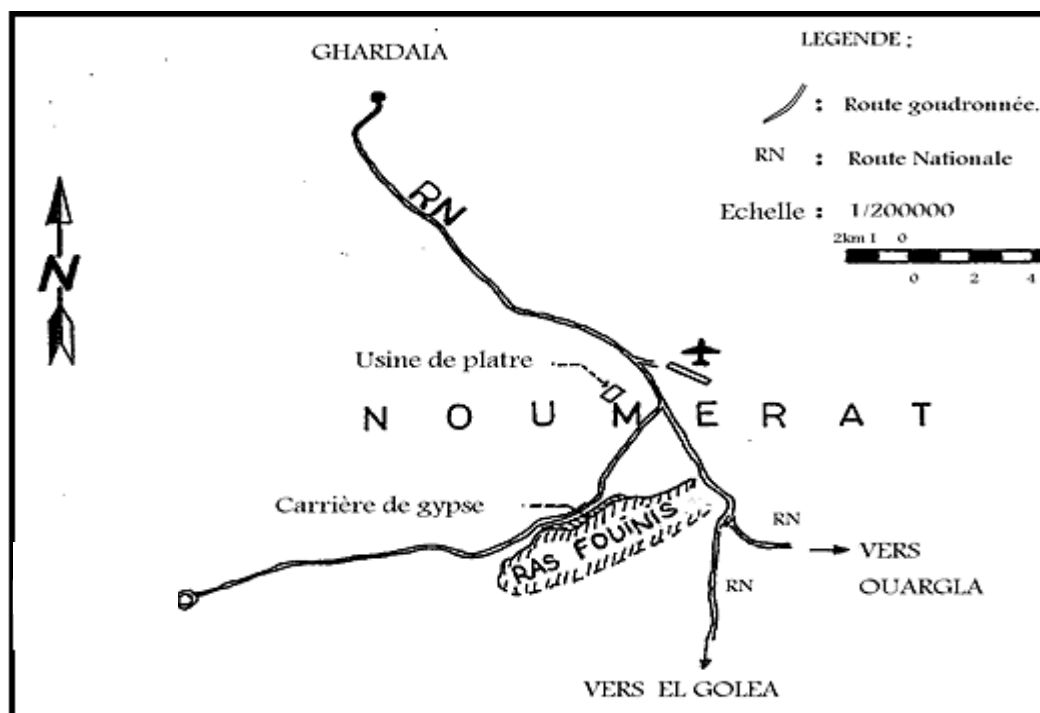 GHARDAIA
LEGENDE :
: Route goudronnée.
RN : Route Nationale
Echelle : 1/200000
2km 1 0
0 2 4
RN
N
Usine de platre
NOUMERAT
Carrière de gypse
RAS FOUINIS
RN
VERS
OUARGLA
RN
VERS EL GOLEA